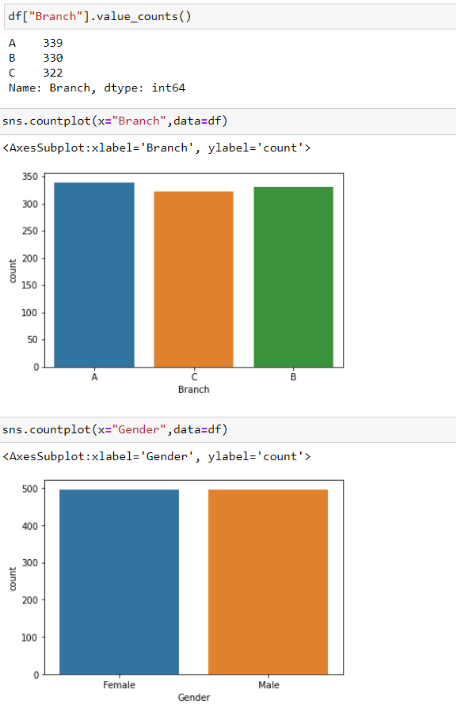 df["Branch"].value_counts()
A    339
B    330
C    322
Name: Branch, dtype: int64
sns.countplot(x="Branch",data=df)
<AxesSubplot:xlabel='Branch', ylabel='count'>
350
300
250
200
150
100
50
0
count
A C B
Branch
sns.countplot(x="Gender",data=df)
<AxesSubplot:xlabel='Gender', ylabel='count'>
500
400
300
200
100
0
count
Female Male
Gender